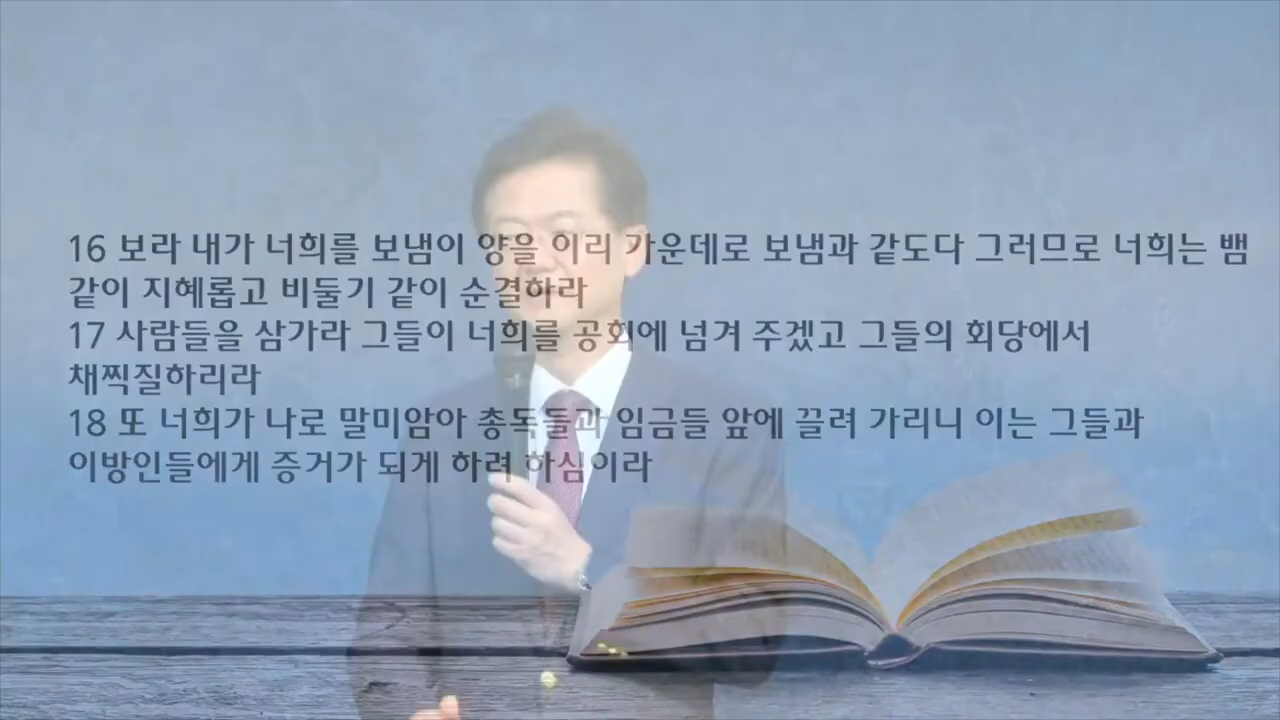 16 보라 내가 너희를 보냄이 양을 이리 가운데로 보냄과 같도다 그러므로 너희는 뱀
같이 지혜롭고 비둘기 같이 순결하라
17 사람들을 삼가라 그들이 너희를 공회에 넘겨 주겠고 그들의 회당에서
채찍질하리라
18 또 너희가 나로 말미암아 총독들과 임금들 앞에 끌려 가리니 이는 그들과
이방인들에게 증거가 되게 하려 하심이라